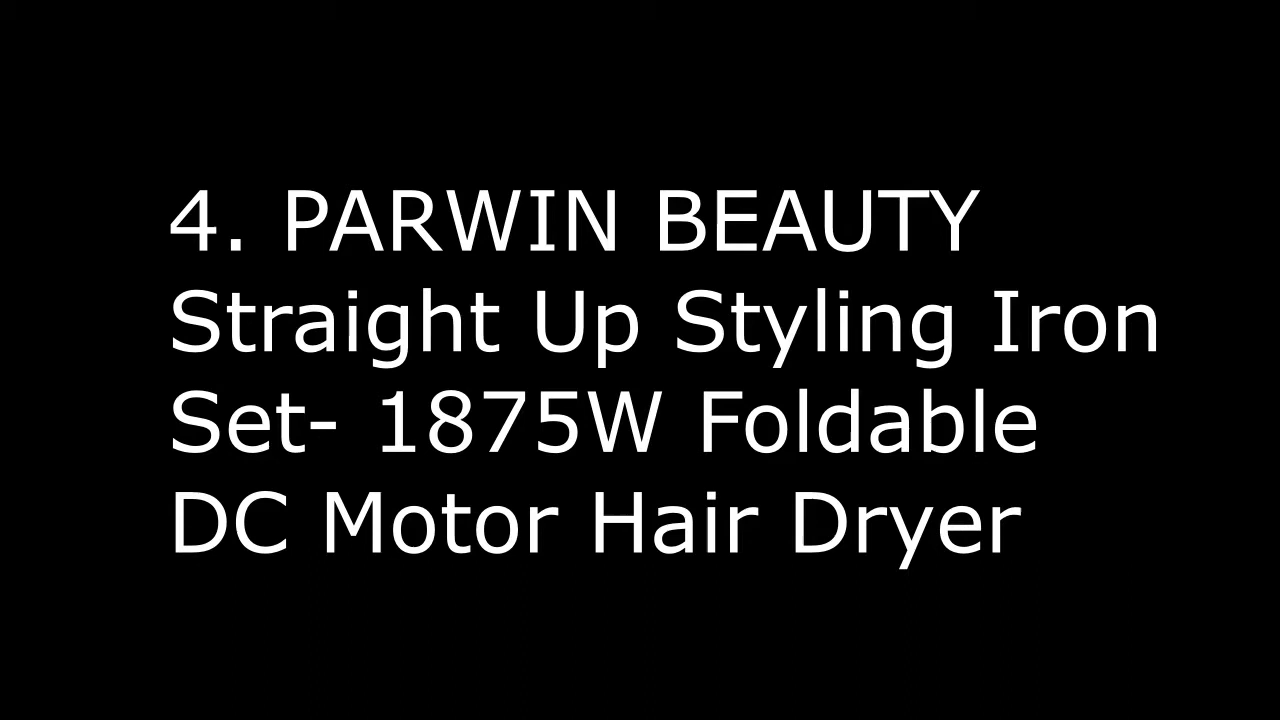 4. PARWIN BEAUTY
Straight Up Styling Iron
Set- 1875W Foldable
DC Motor Hair Dryer